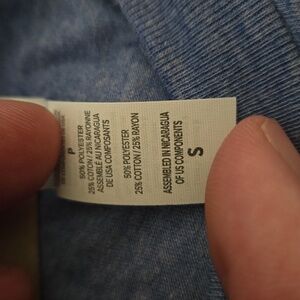 S
ASSEMBLED IN NICARAGUA
OF US COMPONENTS
50% POLYESTER
25% COTTON / 25% RAYON
P
50% POLYESTER
25% COTON / 25% RAYONNE
ASSEMBLÉ AU NICARAGUA
DE USA COMPOSANTS